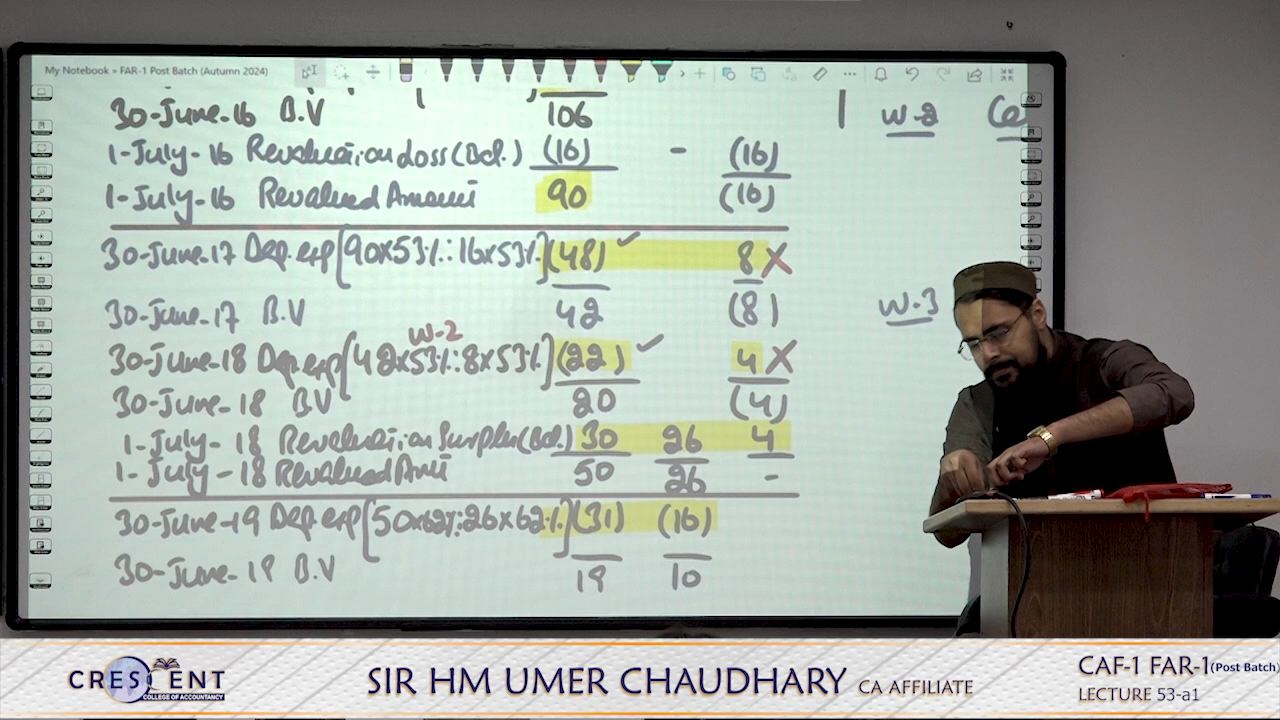 My Notebook » FAR-1 Post Batch (Autumn 2024)
30-June-16 B.V 106
W-2
1-July-16 Revaluation Loss (Bal.) (16) - (16)
1-July-16 Revalued Amount 90 (16)
30-June-17 Dep. exp [90x53% : 16x53%] (48) ✓ 8 X
30-June-17 B.V 42 (8)
W-3
W-2
30-June-18 Dep. exp [42x53% : 8x53%] (22) ✓ 4 X
30-June-18 B.V 20 (4)
1-July-18 Revaluation Surplus (Bal.) 30 26 4
1-July-18 Revalued Amt 50 26 -
30-June-19 Dep. exp [50x62% : 26x62%] (31) (16)
30-June-19 B.V 19 10
CRESCENT
COLLEGE OF ACCOUNTANCY
SIR HM UMER CHAUDHARY CA AFFILIATE
CAF-1 FAR-1 (Post Batch)
LECTURE 53-a1